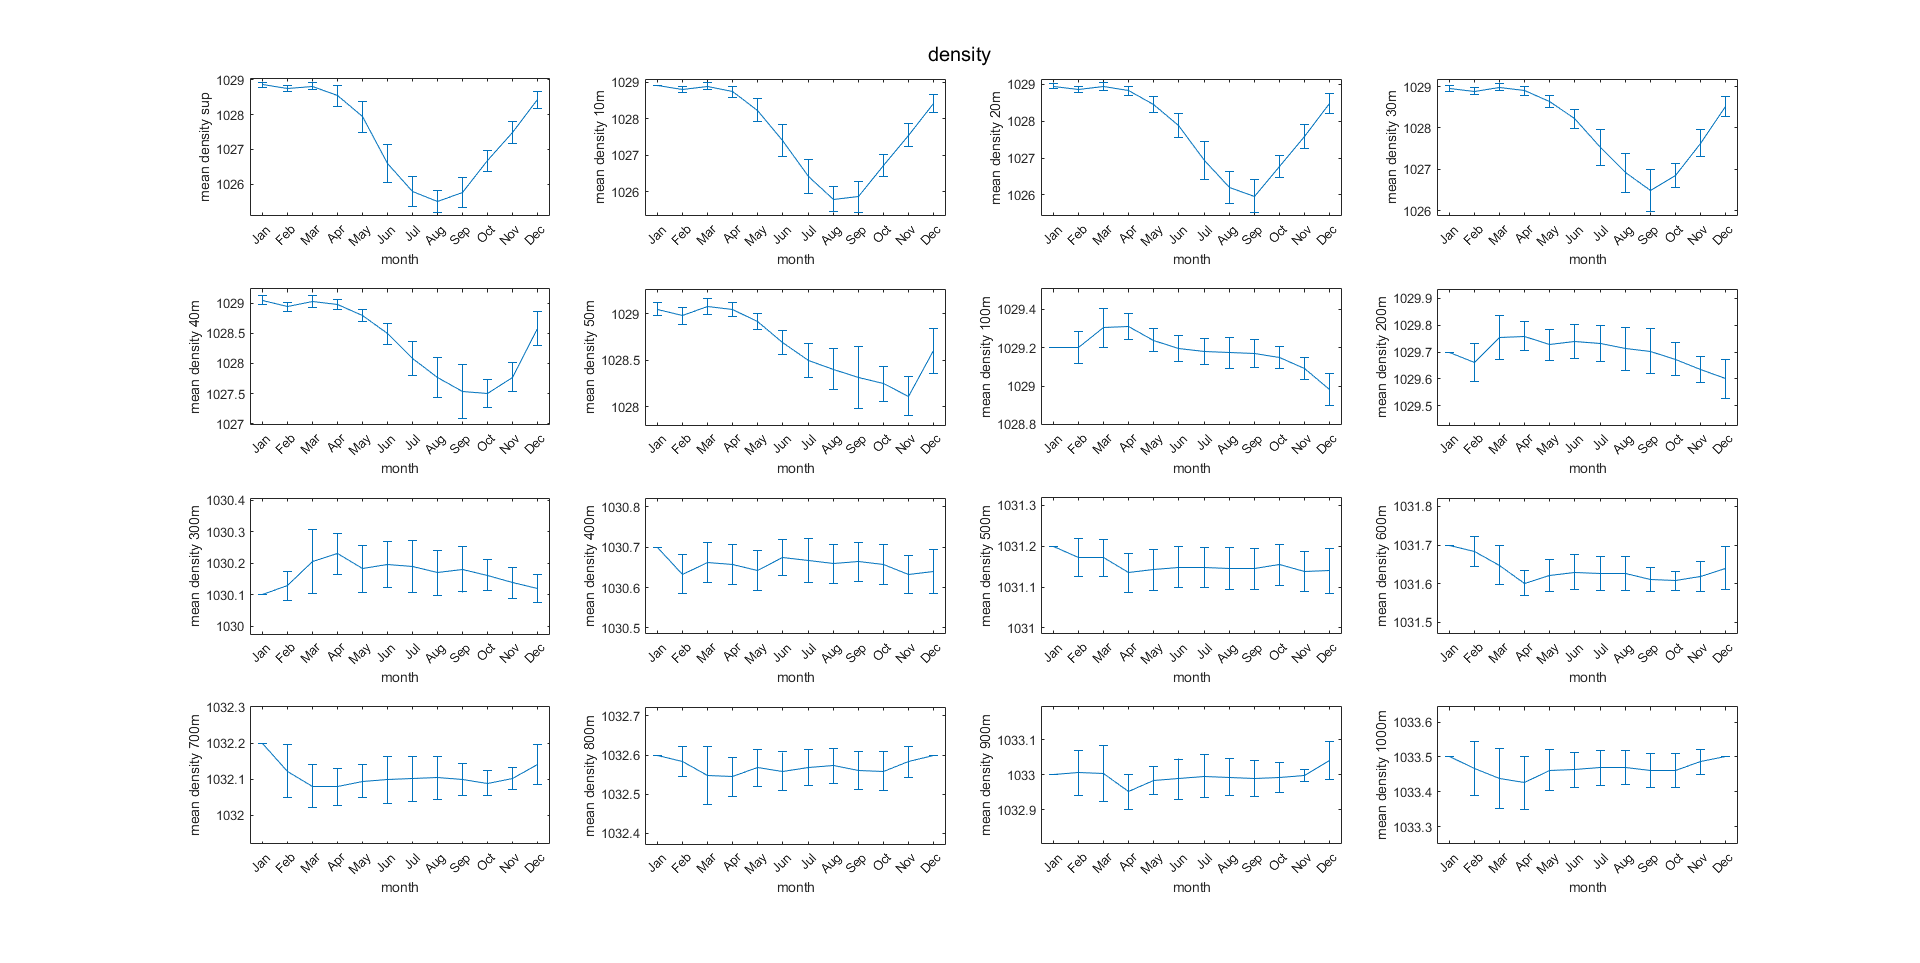 density
mean density sup
1029
1028
1027
1026
Jan Feb Mar Apr May Jun Jul Aug Sep Oct Nov Dec
month
mean density 10m
1029
1028
1027
1026
Jan Feb Mar Apr May Jun Jul Aug Sep Oct Nov Dec
month
mean density 20m
1029
1028
1027
1026
Jan Feb Mar Apr May Jun Jul Aug Sep Oct Nov Dec
month
mean density 30m
1029
1028
1027
1026
Jan Feb Mar Apr May Jun Jul Aug Sep Oct Nov Dec
month
mean density 40m
1029
1028.5
1028
1027.5
1027
Jan Feb Mar Apr May Jun Jul Aug Sep Oct Nov Dec
month
mean density 50m
1029
1028.5
1028
Jan Feb Mar Apr May Jun Jul Aug Sep Oct Nov Dec
month
mean density 100m
1029.4
1029.2
1029
1028.8
Jan Feb Mar Apr May Jun Jul Aug Sep Oct Nov Dec
month
mean density 200m
1029.9
1029.8
1029.7
1029.6
1029.5
Jan Feb Mar Apr May Jun Jul Aug Sep Oct Nov Dec
month
mean density 300m
1030.4
1030.3
1030.2
1030.1
1030
Jan Feb Mar Apr May Jun Jul Aug Sep Oct Nov Dec
month
mean density 400m
1030.8
1030.7
1030.6
1030.5
Jan Feb Mar Apr May Jun Jul Aug Sep Oct Nov Dec
month
mean density 500m
1031.3
1031.2
1031.1
1031
Jan Feb Mar Apr May Jun Jul Aug Sep Oct Nov Dec
month
mean density 600m
1031.8
1031.7
1031.6
1031.5
Jan Feb Mar Apr May Jun Jul Aug Sep Oct Nov Dec
month
mean density 700m
1032.3
1032.2
1032.1
1032
Jan Feb Mar Apr May Jun Jul Aug Sep Oct Nov Dec
month
mean density 800m
1032.7
1032.6
1032.5
1032.4
Jan Feb Mar Apr May Jun Jul Aug Sep Oct Nov Dec
month
mean density 900m
1033.1
1033
1032.9
Jan Feb Mar Apr May Jun Jul Aug Sep Oct Nov Dec
month
mean density 1000m
1033.6
1033.5
1033.4
1033.3
Jan Feb Mar Apr May Jun Jul Aug Sep Oct Nov Dec
month